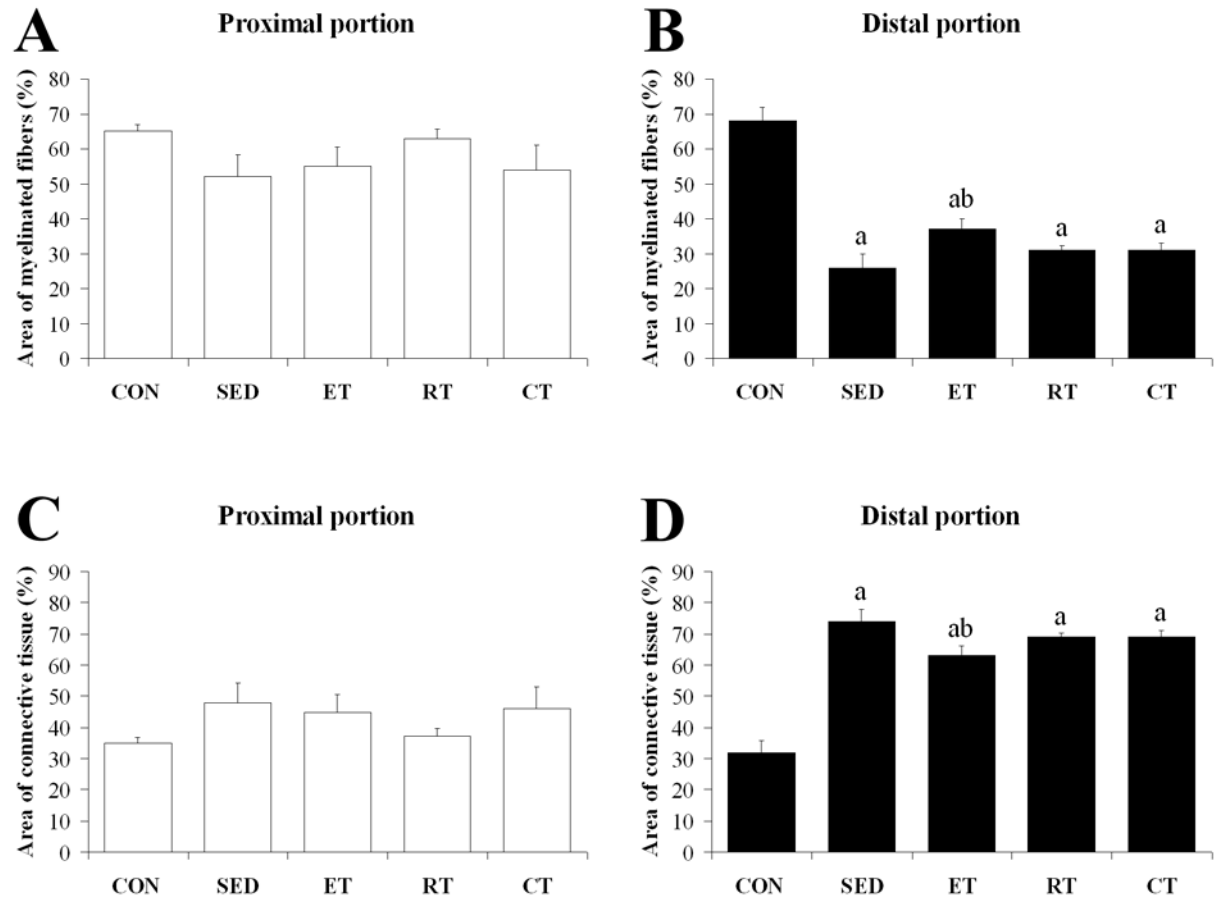 A
Proximal portion
Area of myelinated fibers (%)
80
70
60
50
40
30
20
10
0
CON SED ET RT CT
B
Distal portion
Area of myelinated fibers (%)
80
70
60
50
40
30
20
10
0
a
ab
a
a
CON SED ET RT CT
C
Proximal portion
Area of connective tissue (%)
90
80
70
60
50
40
30
20
10
0
CON SED ET RT CT
D
Distal portion
Area of connective tissue (%)
90
80
70
60
50
40
30
20
10
0
a
ab
a
a
CON SED ET RT CT